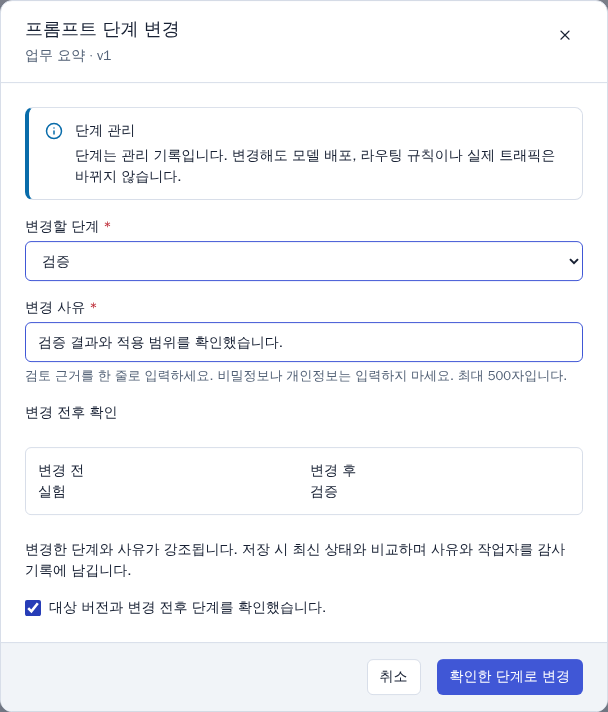 프롬프트 단계 변경
업무 요약 · v1
단계 관리
단계는 관리 기록입니다. 변경해도 모델 배포, 라우팅 규칙이나 실제 트래픽은
바뀌지 않습니다.
변경할 단계 *
검증
변경 사유 *
검증 결과와 적용 범위를 확인했습니다.
검토 근거를 한 줄로 입력하세요. 비밀정보나 개인정보는 입력하지 마세요. 최대 500자입니다.
변경 전후 확인
변경 전
실험
변경 후
검증
변경한 단계와 사유가 강조됩니다. 저장 시 최신 상태와 비교하며 사유와 작업자를 감사
기록에 남깁니다.
대상 버전과 변경 전후 단계를 확인했습니다.
취소
확인한 단계로 변경